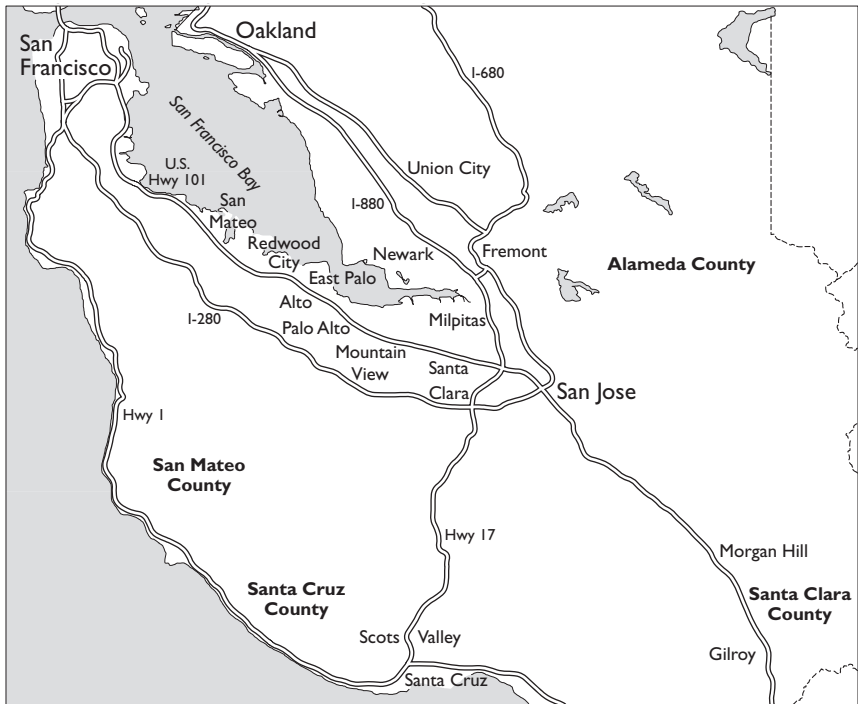 Oakland
San
Francisco
I-680
San Francisco Bay
U.S.
Hwy 101
Union City
San
Mateo
I-880
Redwood
City
Newark
Fremont
Alameda County
East Palo
Alto
I-280
Palo Alto
Milpitas
Mountain
View
Santa
Clara
San Jose
Hwy 1
San Mateo
County
Hwy 17
Morgan Hill
Santa Cruz
County
Santa Clara
County
Scots Valley
Gilroy
Santa Cruz